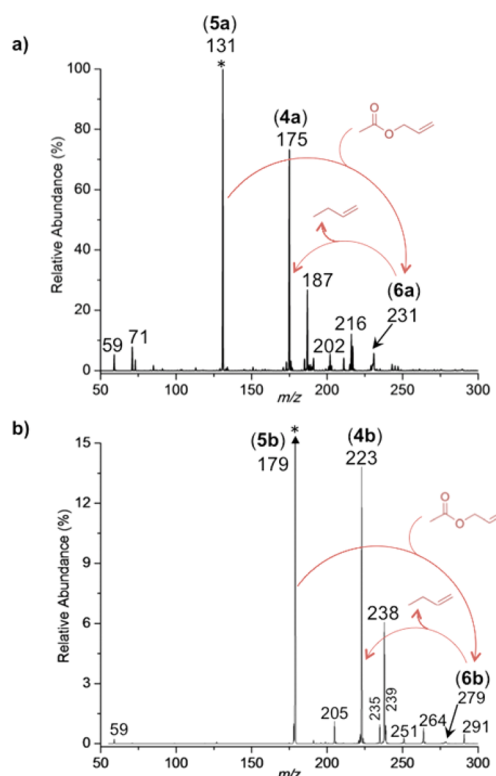 a)
(5a)
131
*
(4a)
175
O
O
187
(6a)
231
216
202
59
71
Relative Abundance (%)
100
80
60
40
20
0
50
100
150
200
250
300
m/z
b)
(5b)
179
*
(4b)
223
O
O
238
(6b)
279
235
239
205
251
264
291
59
Relative Abundance (%)
15
12
9
6
3
0
50
100
150
200
250
300
m/z